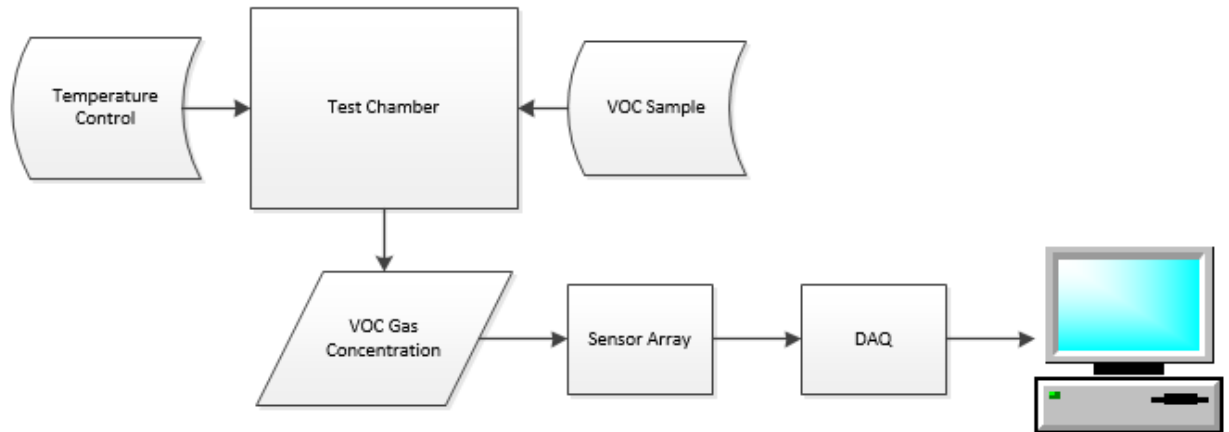 Temperature
Control
Test Chamber
VOC Sample
VOC Gas
Concentration
Sensor Array
DAQ